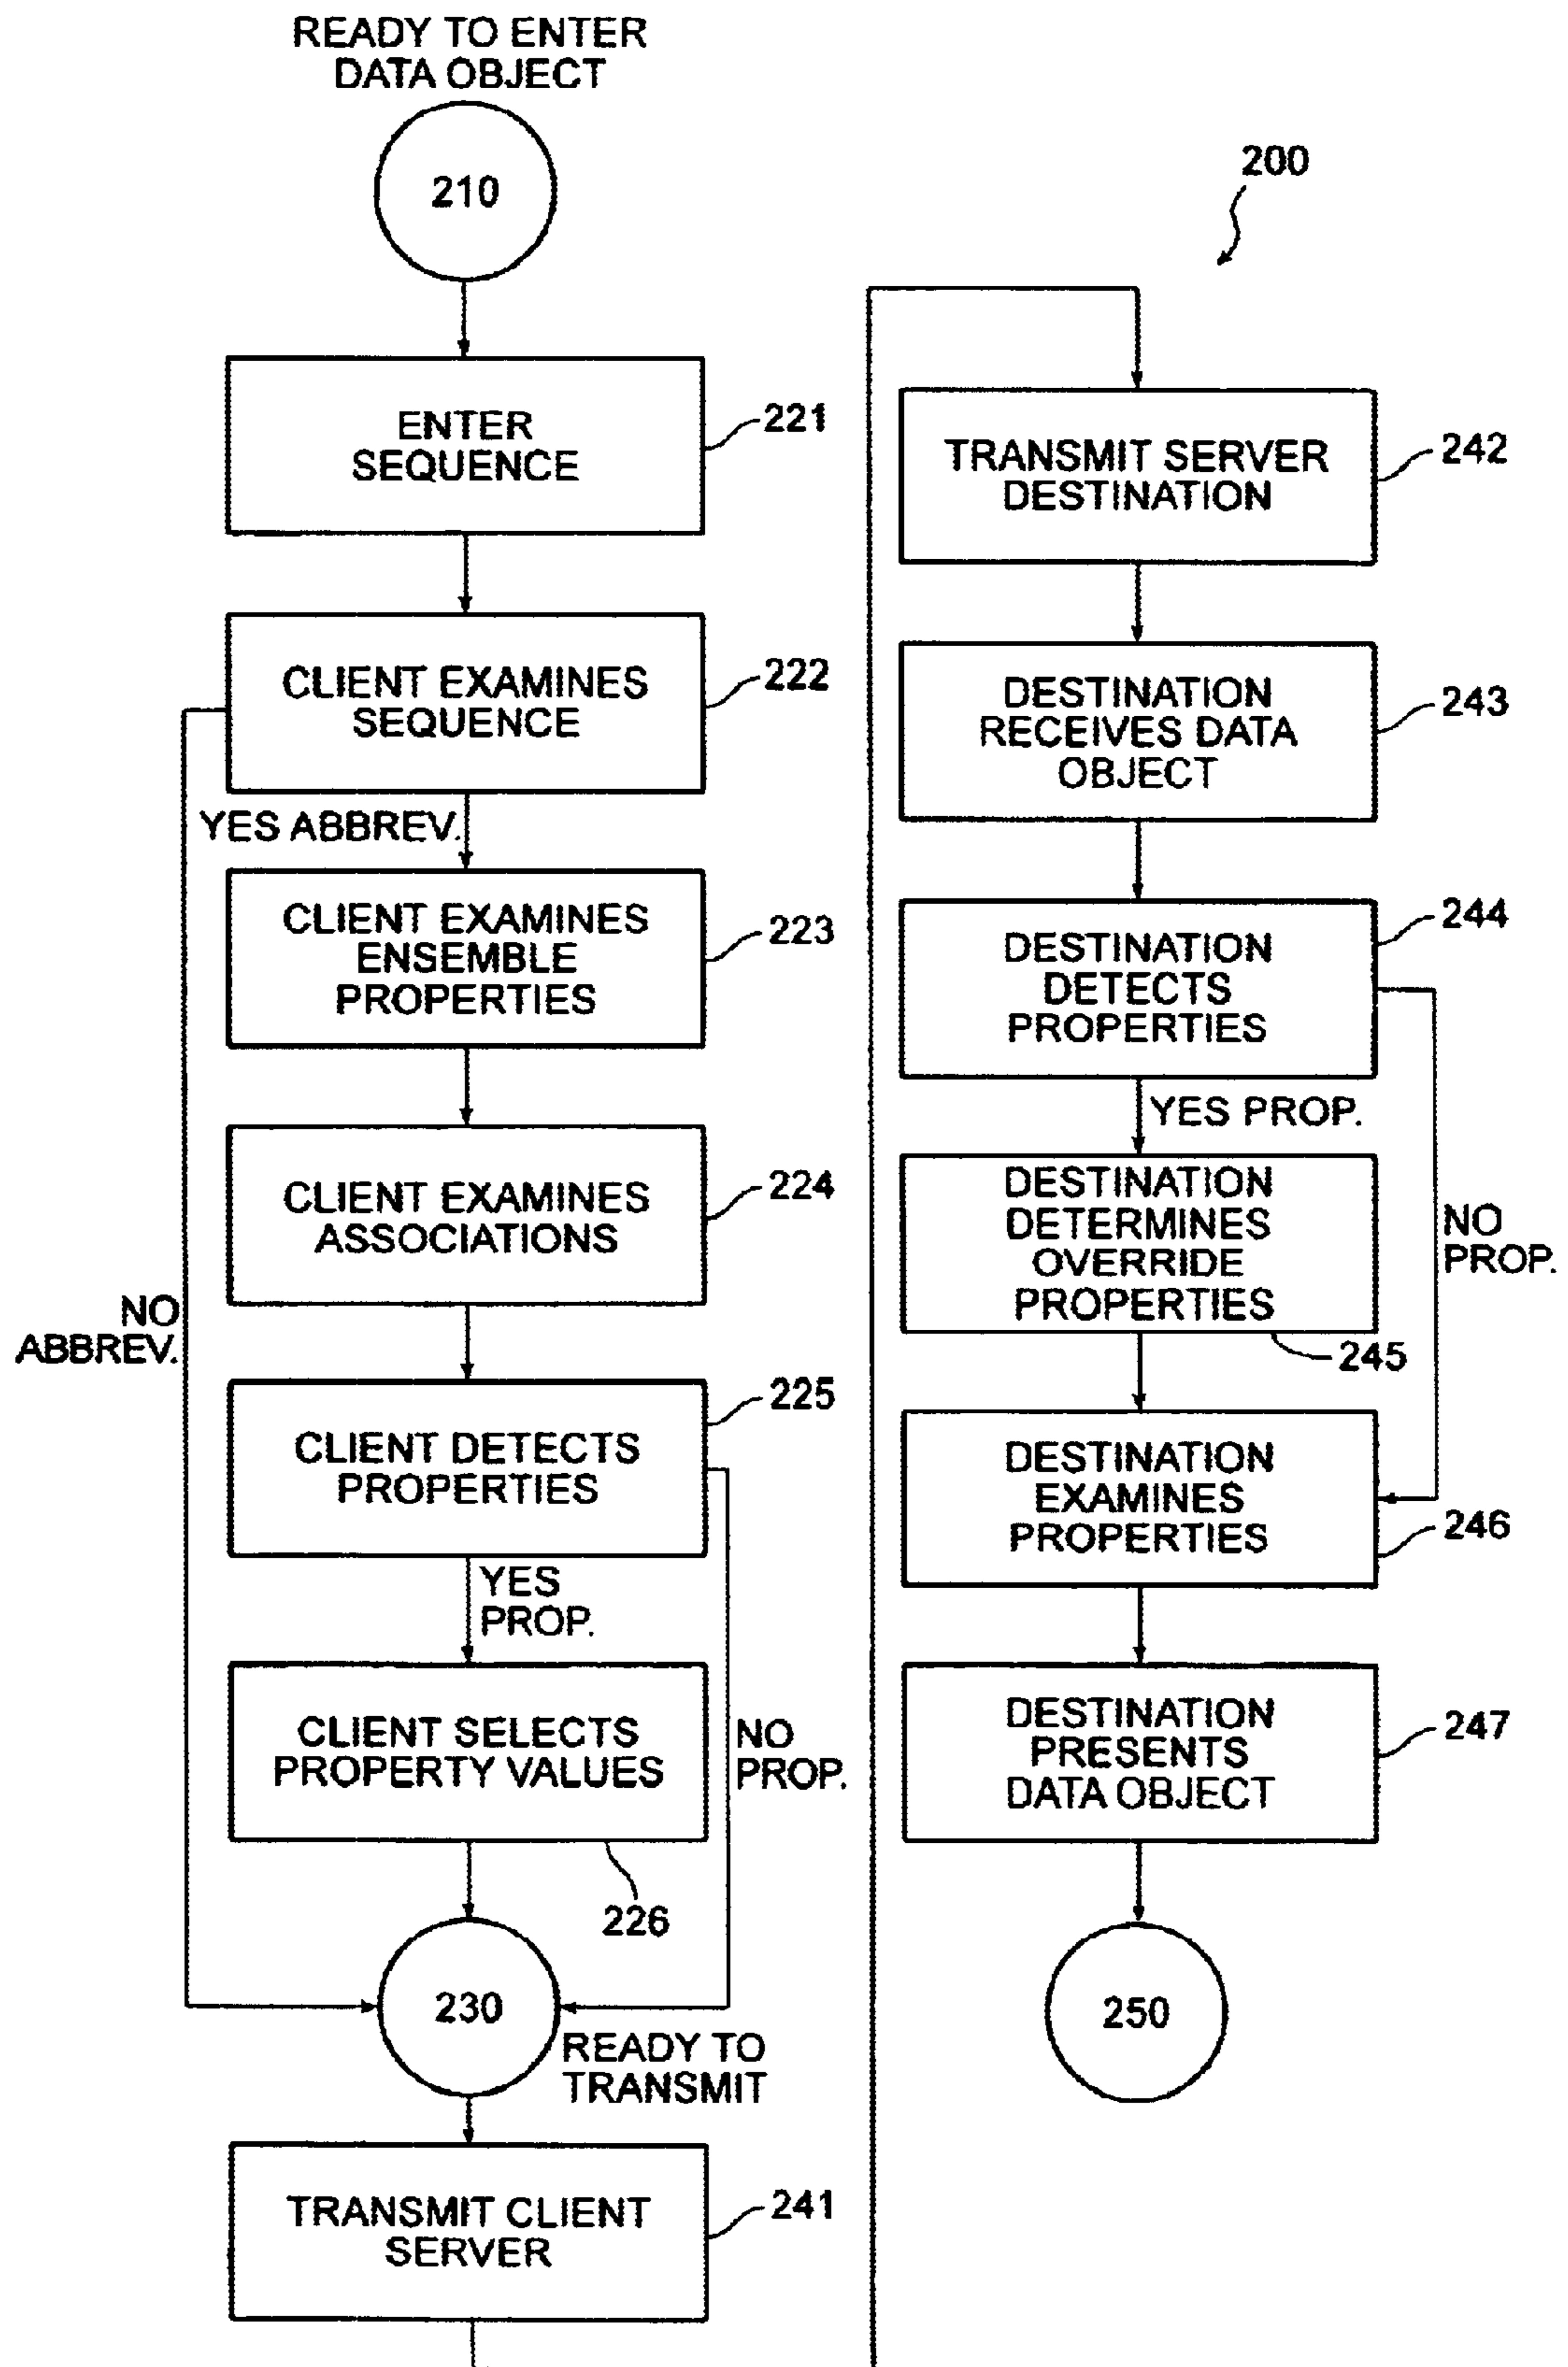 READY TO ENTER
DATA OBJECT
210
200
ENTER
SEQUENCE
221
CLIENT EXAMINES
SEQUENCE
222
YES ABBREV.
CLIENT EXAMINES
ENSEMBLE
PROPERTIES
223
CLIENT EXAMINES
ASSOCIATIONS
224
NO
ABBREV.
CLIENT DETECTS
PROPERTIES
225
YES
PROP.
CLIENT SELECTS
PROPERTY VALUES
226
NO
PROP.
230
READY TO
TRANSMIT
TRANSMIT CLIENT
SERVER
241
TRANSMIT SERVER
DESTINATION
242
DESTINATION
RECEIVES DATA
OBJECT
243
DESTINATION
DETECTS
PROPERTIES
244
YES PROP.
DESTINATION
DETERMINES
OVERRIDE
PROPERTIES
245
NO
PROP.
DESTINATION
EXAMINES
PROPERTIES
246
DESTINATION
PRESENTS
DATA OBJECT
247
250